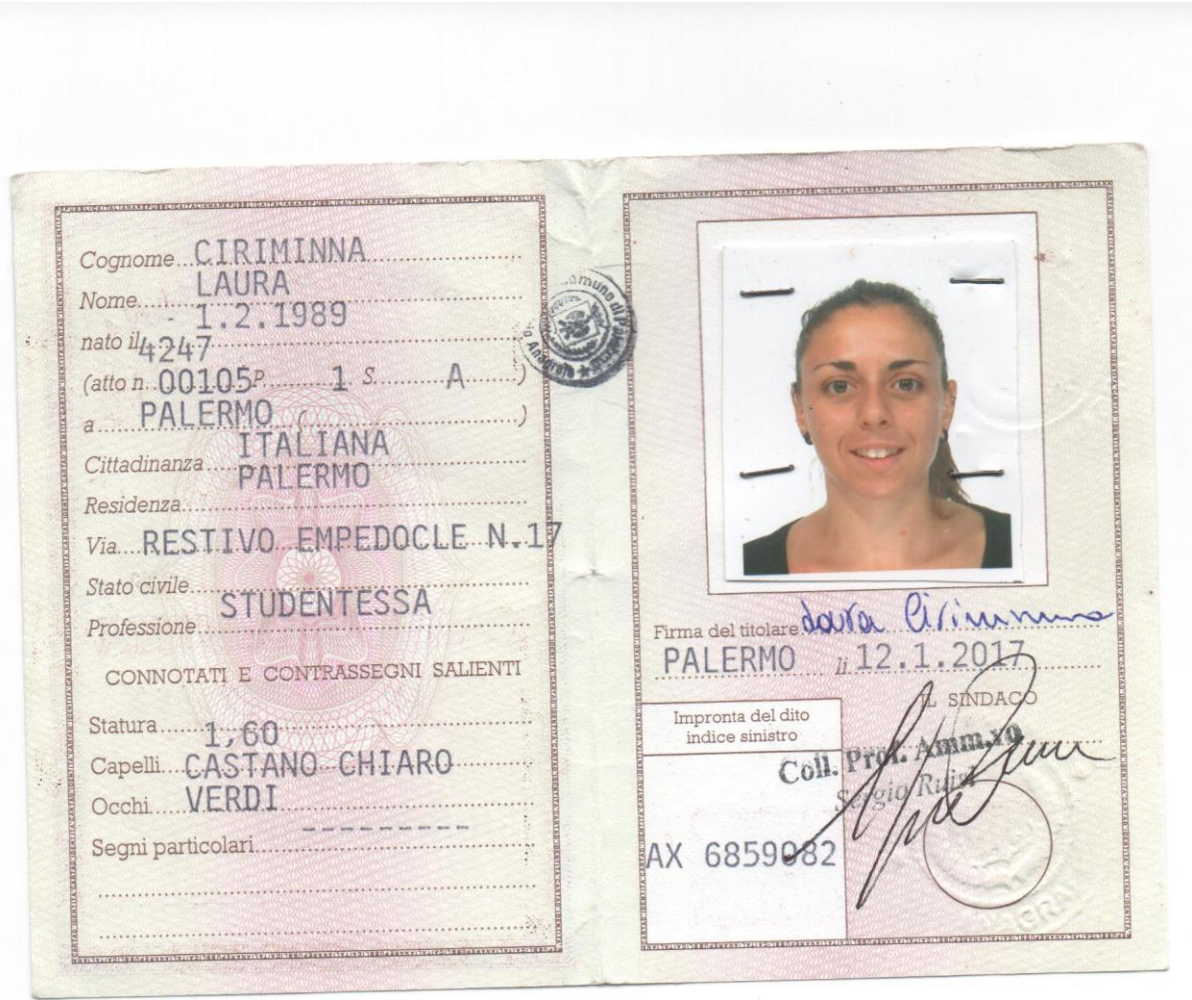 Cognome CIRIMINNA
Nome LAURA
nato il 1.2.1989
4247
(atto n. 00105 P. 1 S. A )
a PALERMO ( )
Cittadinanza ITALIANA
Residenza PALERMO
Via RESTIVO EMPEDOCLE N.17
Stato civile
Professione STUDENTESSA
CONNOTATI E CONTRASSEGNI SALIENTI
Statura 1,60
Capelli CASTANO CHIARO
Occhi VERDI
Segni particolari ---------
Firma del titolare Laura Ciriminna
PALERMO li 12.1.2017
IL SINDACO
Impronta del dito
indice sinistro
Coll. Prof. Amm.vo
Sergio
AX 6859082